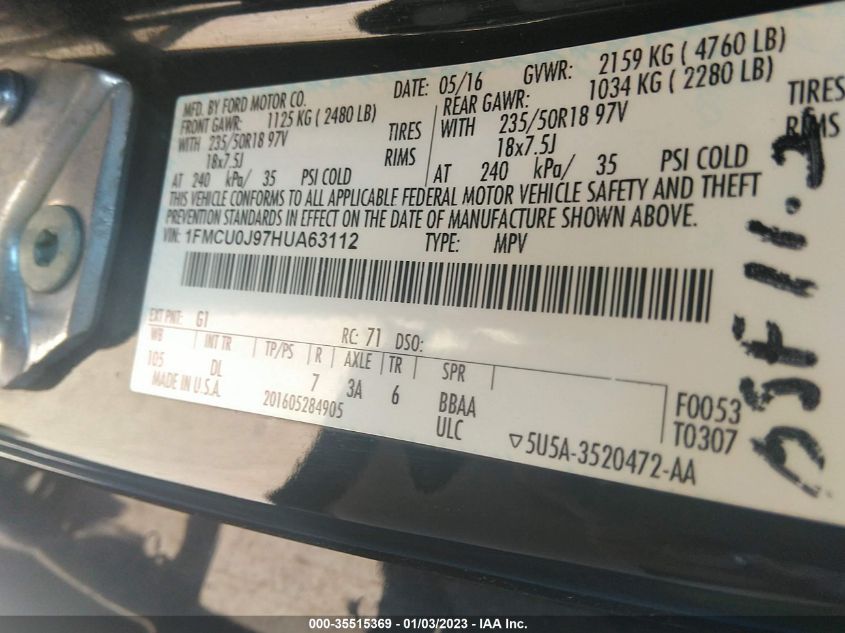 MFD. BY FORD MOTOR CO.
DATE: 05/16 GVWR: 2159 KG ( 4760 LB)
FRONT GAWR: 1125 KG ( 2480 LB) REAR GAWR: 1034 KG ( 2280 LB)
WITH 235/50R18 97V TIRES WITH 235/50R18 97V TIRES
18x7.5J RIMS 18x7.5J RIMS
AT 240 kPa/ 35 PSI COLD AT 240 kPa/ 35 PSI COLD
THIS VEHICLE CONFORMS TO ALL APPLICABLE FEDERAL MOTOR VEHICLE SAFETY AND THEFT
PREVENTION STANDARDS IN EFFECT ON THE DATE OF MANUFACTURE SHOWN ABOVE.
VIN: 1FMCU0J97HUA63112 TYPE: MPV
EXT PNT: G1 RC: 71 DSO:
WB INT TR TP/PS R AXLE TR SPR
105 DL 7 3A 6 BBAA
MADE IN U.S.A. 201605284905 ULC
F0053
T0307
5U5A-3520472-AA
000-35515369 - 01/03/2023 - IAA Inc.